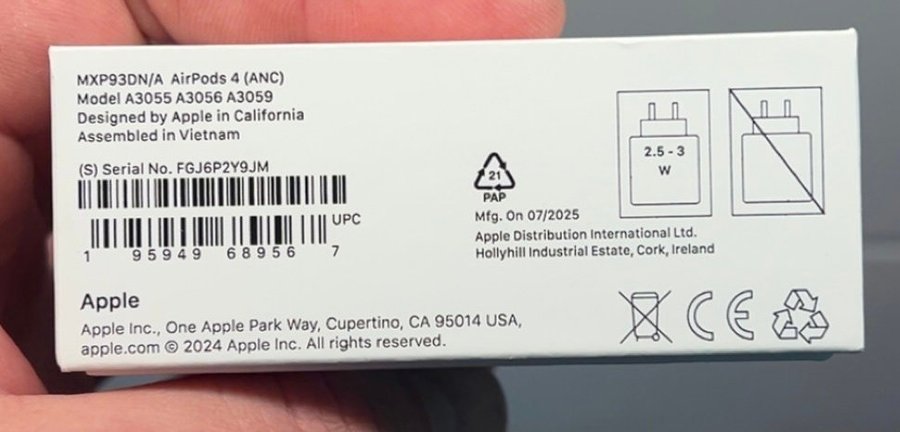 MXP93DN/A AirPods 4 (ANC)
Model A3055 A3056 A3059
Designed by Apple in California
Assembled in Vietnam
(S) Serial No. FGJ6P2Y9JM
UPC
1 95949 68956 7
Apple
Apple Inc., One Apple Park Way, Cupertino, CA 95014 USA,
apple.com © 2024 Apple Inc. All rights reserved.
21
PAP
Mfg. On 07/2025
Apple Distribution International Ltd.
Hollyhill Industrial Estate, Cork, Ireland
2.5 - 3
W
CE